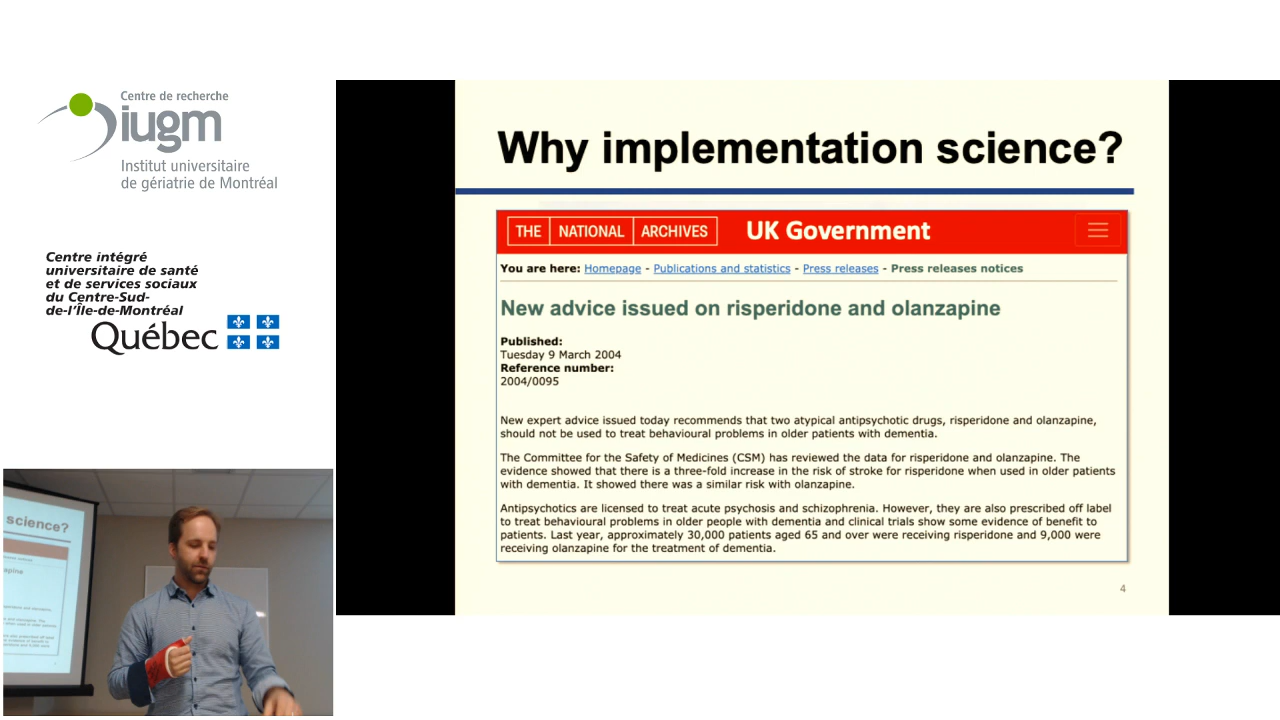 Centre de recherche
iugm
Institut universitaire
de gériatrie de Montréal
Centre intégré
universitaire de santé
et de services sociaux
du Centre-Sud-
de-l'Île-de-Montréal
Québec
Why implementation science?
THE NATIONAL ARCHIVES UK Government
You are here: Homepage - Publications and statistics - Press releases - Press releases notices
New advice issued on risperidone and olanzapine
Published:
Tuesday 9 March 2004
Reference number:
2004/0095
New expert advice issued today recommends that two atypical antipsychotic drugs, risperidone and olanzapine,
should not be used to treat behavioural problems in older patients with dementia.
The Committee for the Safety of Medicines (CSM) has reviewed the data for risperidone and olanzapine. The
evidence showed that there is a three-fold increase in the risk of stroke for risperidone when used in older patients
with dementia. It showed there was a similar risk with olanzapine.
Antipsychotics are licensed to treat acute psychosis and schizophrenia. However, they are also prescribed off label
to treat behavioural problems in older people with dementia and clinical trials show some evidence of benefit to
patients. Last year, approximately 30,000 patients aged 65 and over were receiving risperidone and 9,000 were
receiving olanzapine for the treatment of dementia.
4
science?
apine